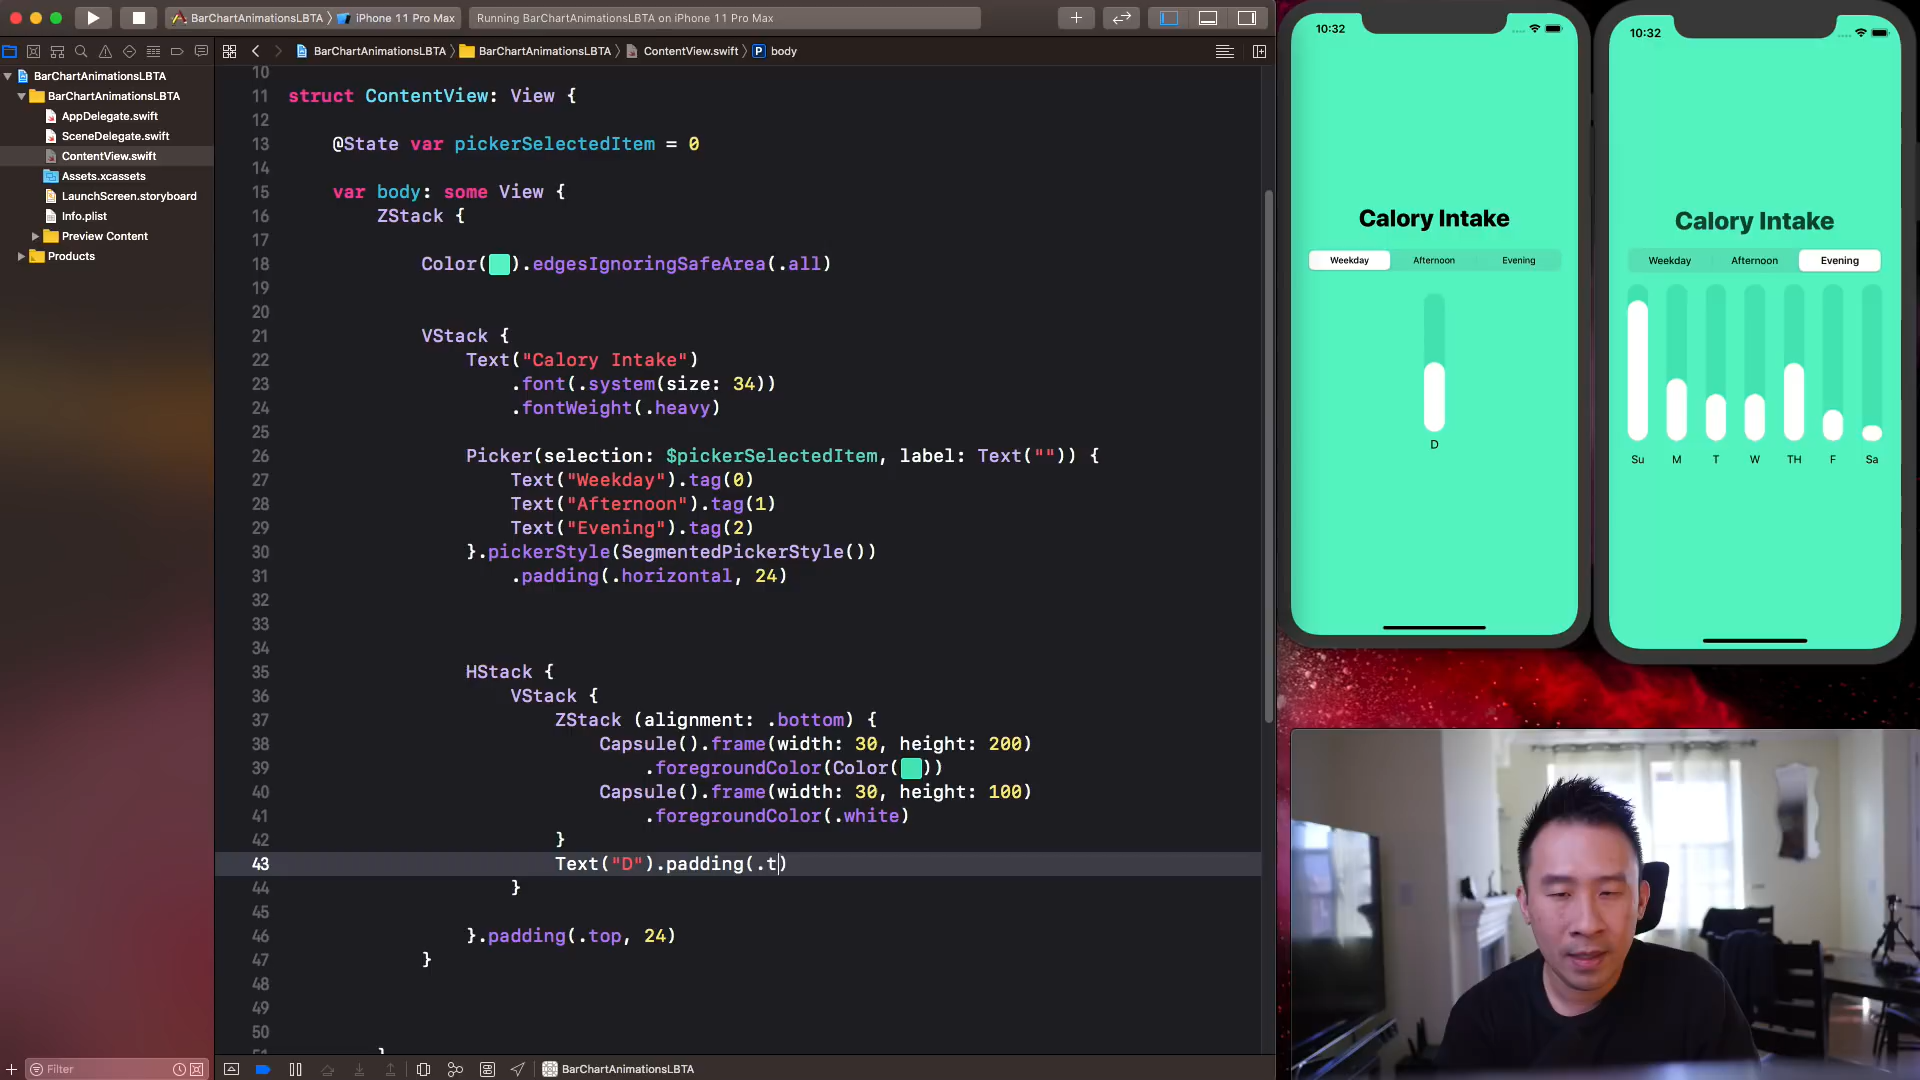 BarChartAnimationsLBTA
iPhone 11 Pro Max
Running BarChartAnimationsLBTA on iPhone 11 Pro Max
BarChartAnimationsLBTA
BarChartAnimationsLBTA
ContentView.swift
P body
BarChartAnimationsLBTA
BarChartAnimationsLBTA
AppDelegate.swift
SceneDelegate.swift
ContentView.swift
Assets.xcassets
LaunchScreen.storyboard
Info.plist
Preview Content
Products
Filter
10
11 struct ContentView: View {
12
13 @State var pickerSelectedItem = 0
14
15 var body: some View {
16 ZStack {
17
18 Color( ).edgesIgnoringSafeArea(.all)
19
20
21 VStack {
22 Text("Calory Intake")
23 .font(.system(size: 34))
24 .fontWeight(.heavy)
25
26 Picker(selection: $pickerSelectedItem, label: Text("")) {
27 Text("Weekday").tag(0)
28 Text("Afternoon").tag(1)
29 Text("Evening").tag(2)
30 }.pickerStyle(SegmentedPickerStyle())
31 .padding(.horizontal, 24)
32
33
34
35 HStack {
36 VStack {
37 ZStack (alignment: .bottom) {
38 Capsule().frame(width: 30, height: 200)
39 .foregroundColor(Color( ))
40 Capsule().frame(width: 30, height: 100)
41 .foregroundColor(.white)
42 }
43 Text("D").padding(.t)
44 }
45
46 }.padding(.top, 24)
47 }
48
49
50
BarChartAnimationsLBTA
10:32
Calory Intake
Weekday Afternoon Evening
D
10:32
Calory Intake
Weekday Afternoon Evening
Su M T W TH F Sa